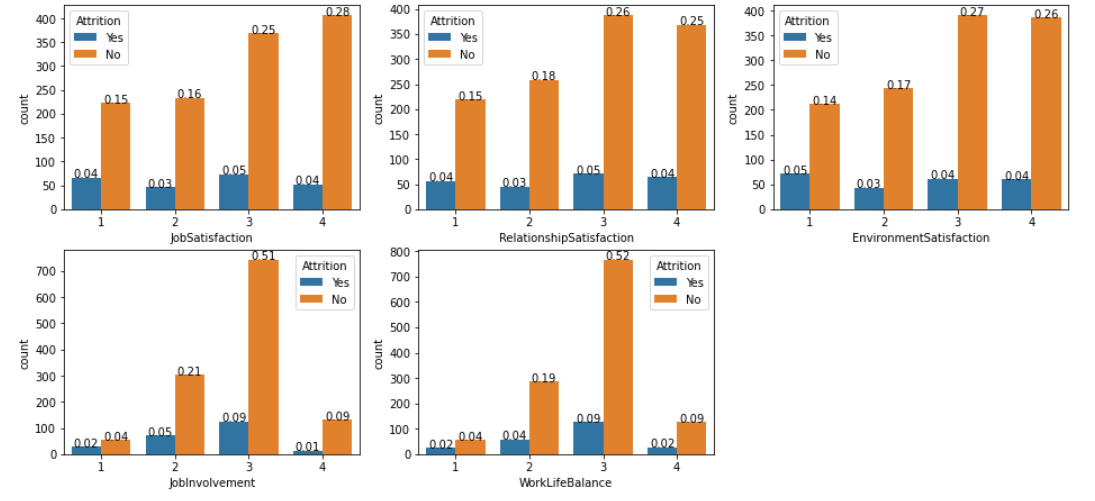 Attrition
Yes
No
count
400
350
300
250
200
150
100
50
0
0.04
0.15
0.03
0.16
0.05
0.25
0.04
0.28
1 2 3 4
JobSatisfaction
Attrition
Yes
No
count
400
350
300
250
200
150
100
50
0
0.04
0.15
0.03
0.18
0.05
0.26
0.04
0.25
1 2 3 4
RelationshipSatisfaction
Attrition
Yes
No
count
400
350
300
250
200
150
100
50
0
0.05
0.14
0.03
0.17
0.04
0.27
0.04
0.26
1 2 3 4
EnvironmentSatisfaction
Attrition
Yes
No
count
700
600
500
400
300
200
100
0
0.02
0.04
0.05
0.21
0.09
0.51
0.01
0.09
1 2 3 4
JobInvolvement
Attrition
Yes
No
count
800
700
600
500
400
300
200
100
0
0.02
0.04
0.04
0.19
0.09
0.52
0.02
0.09
1 2 3 4
WorkLifeBalance